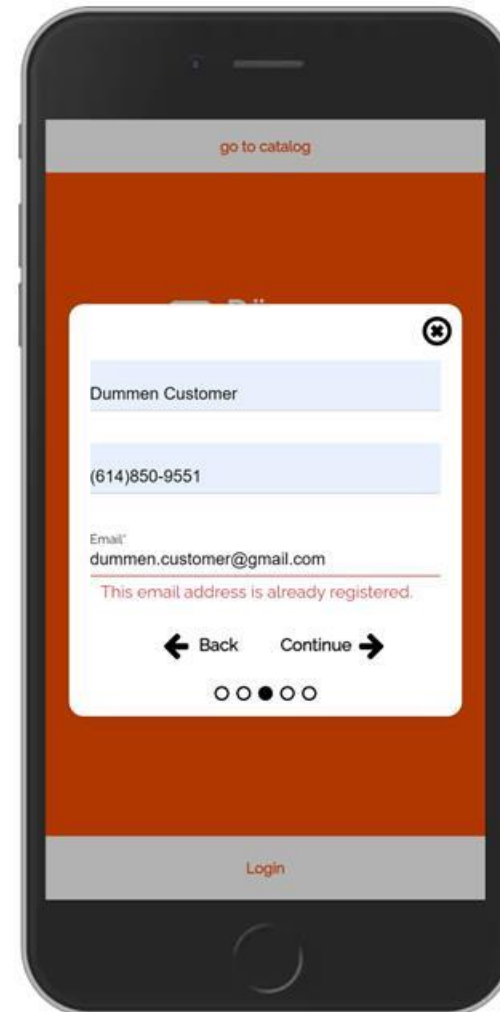 go to catalog
Dummen Customer
(614)850-9551
Email*
dummen.customer@gmail.com
This email address is already registered.
Back Continue
Login